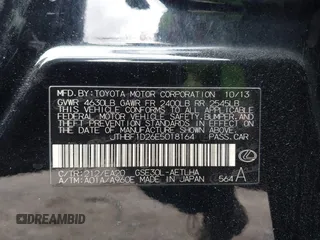 MFD.BY:TOYOTA MOTOR CORPORATION 10/13
GVWR 4630LB GAWR FR 2400LB RR 2545LB
THIS VEHICLE CONFORMS TO ALL APPLICABLE
FEDERAL MOTOR VEHICLE SAFETY, BUMPER, AND
THEFT PREVENTION STANDARDS IN EFFECT ON
THE DATE OF MANUFACTURE SHOWN ABOVE.
JTHBF1D26E5018164 PASS.CAR
C/TR:212/EA20 GSE30L-AETLHA
A/TM:A01A/A960E MADE IN JAPAN 564 A
DREAMBID